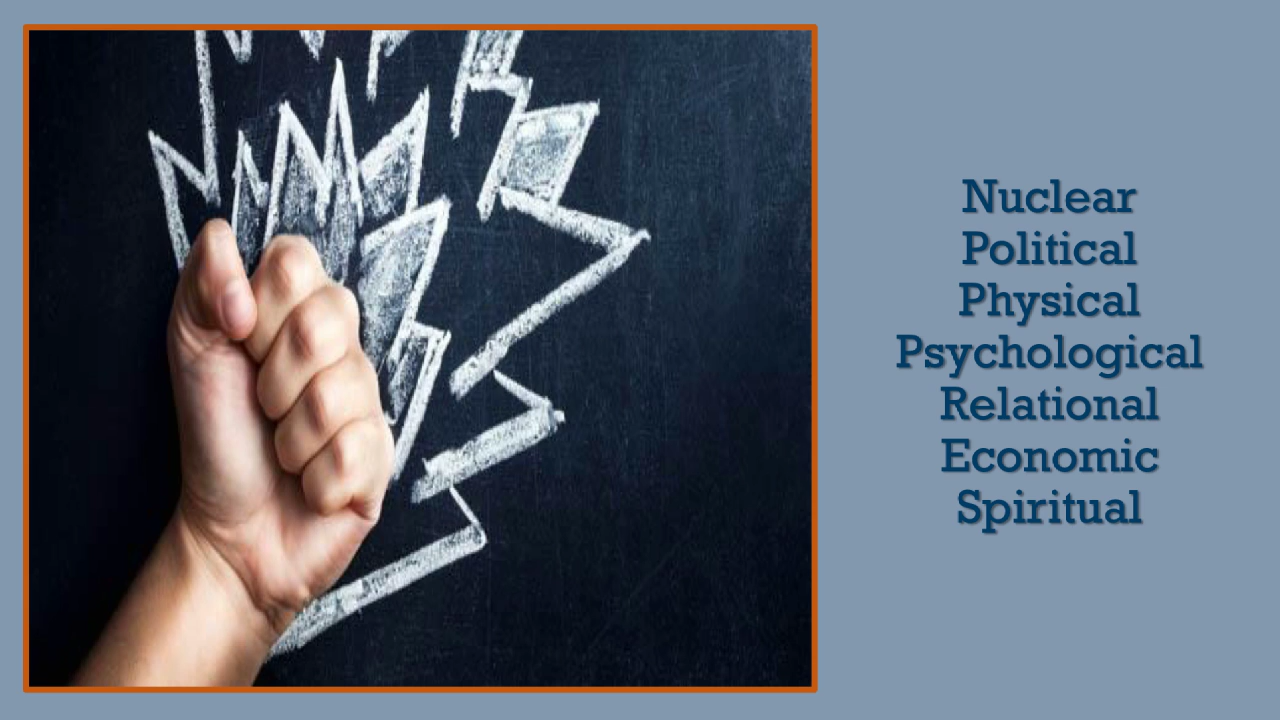 Nuclear
Political
Physical
Psychological
Relational
Economic
Spiritual